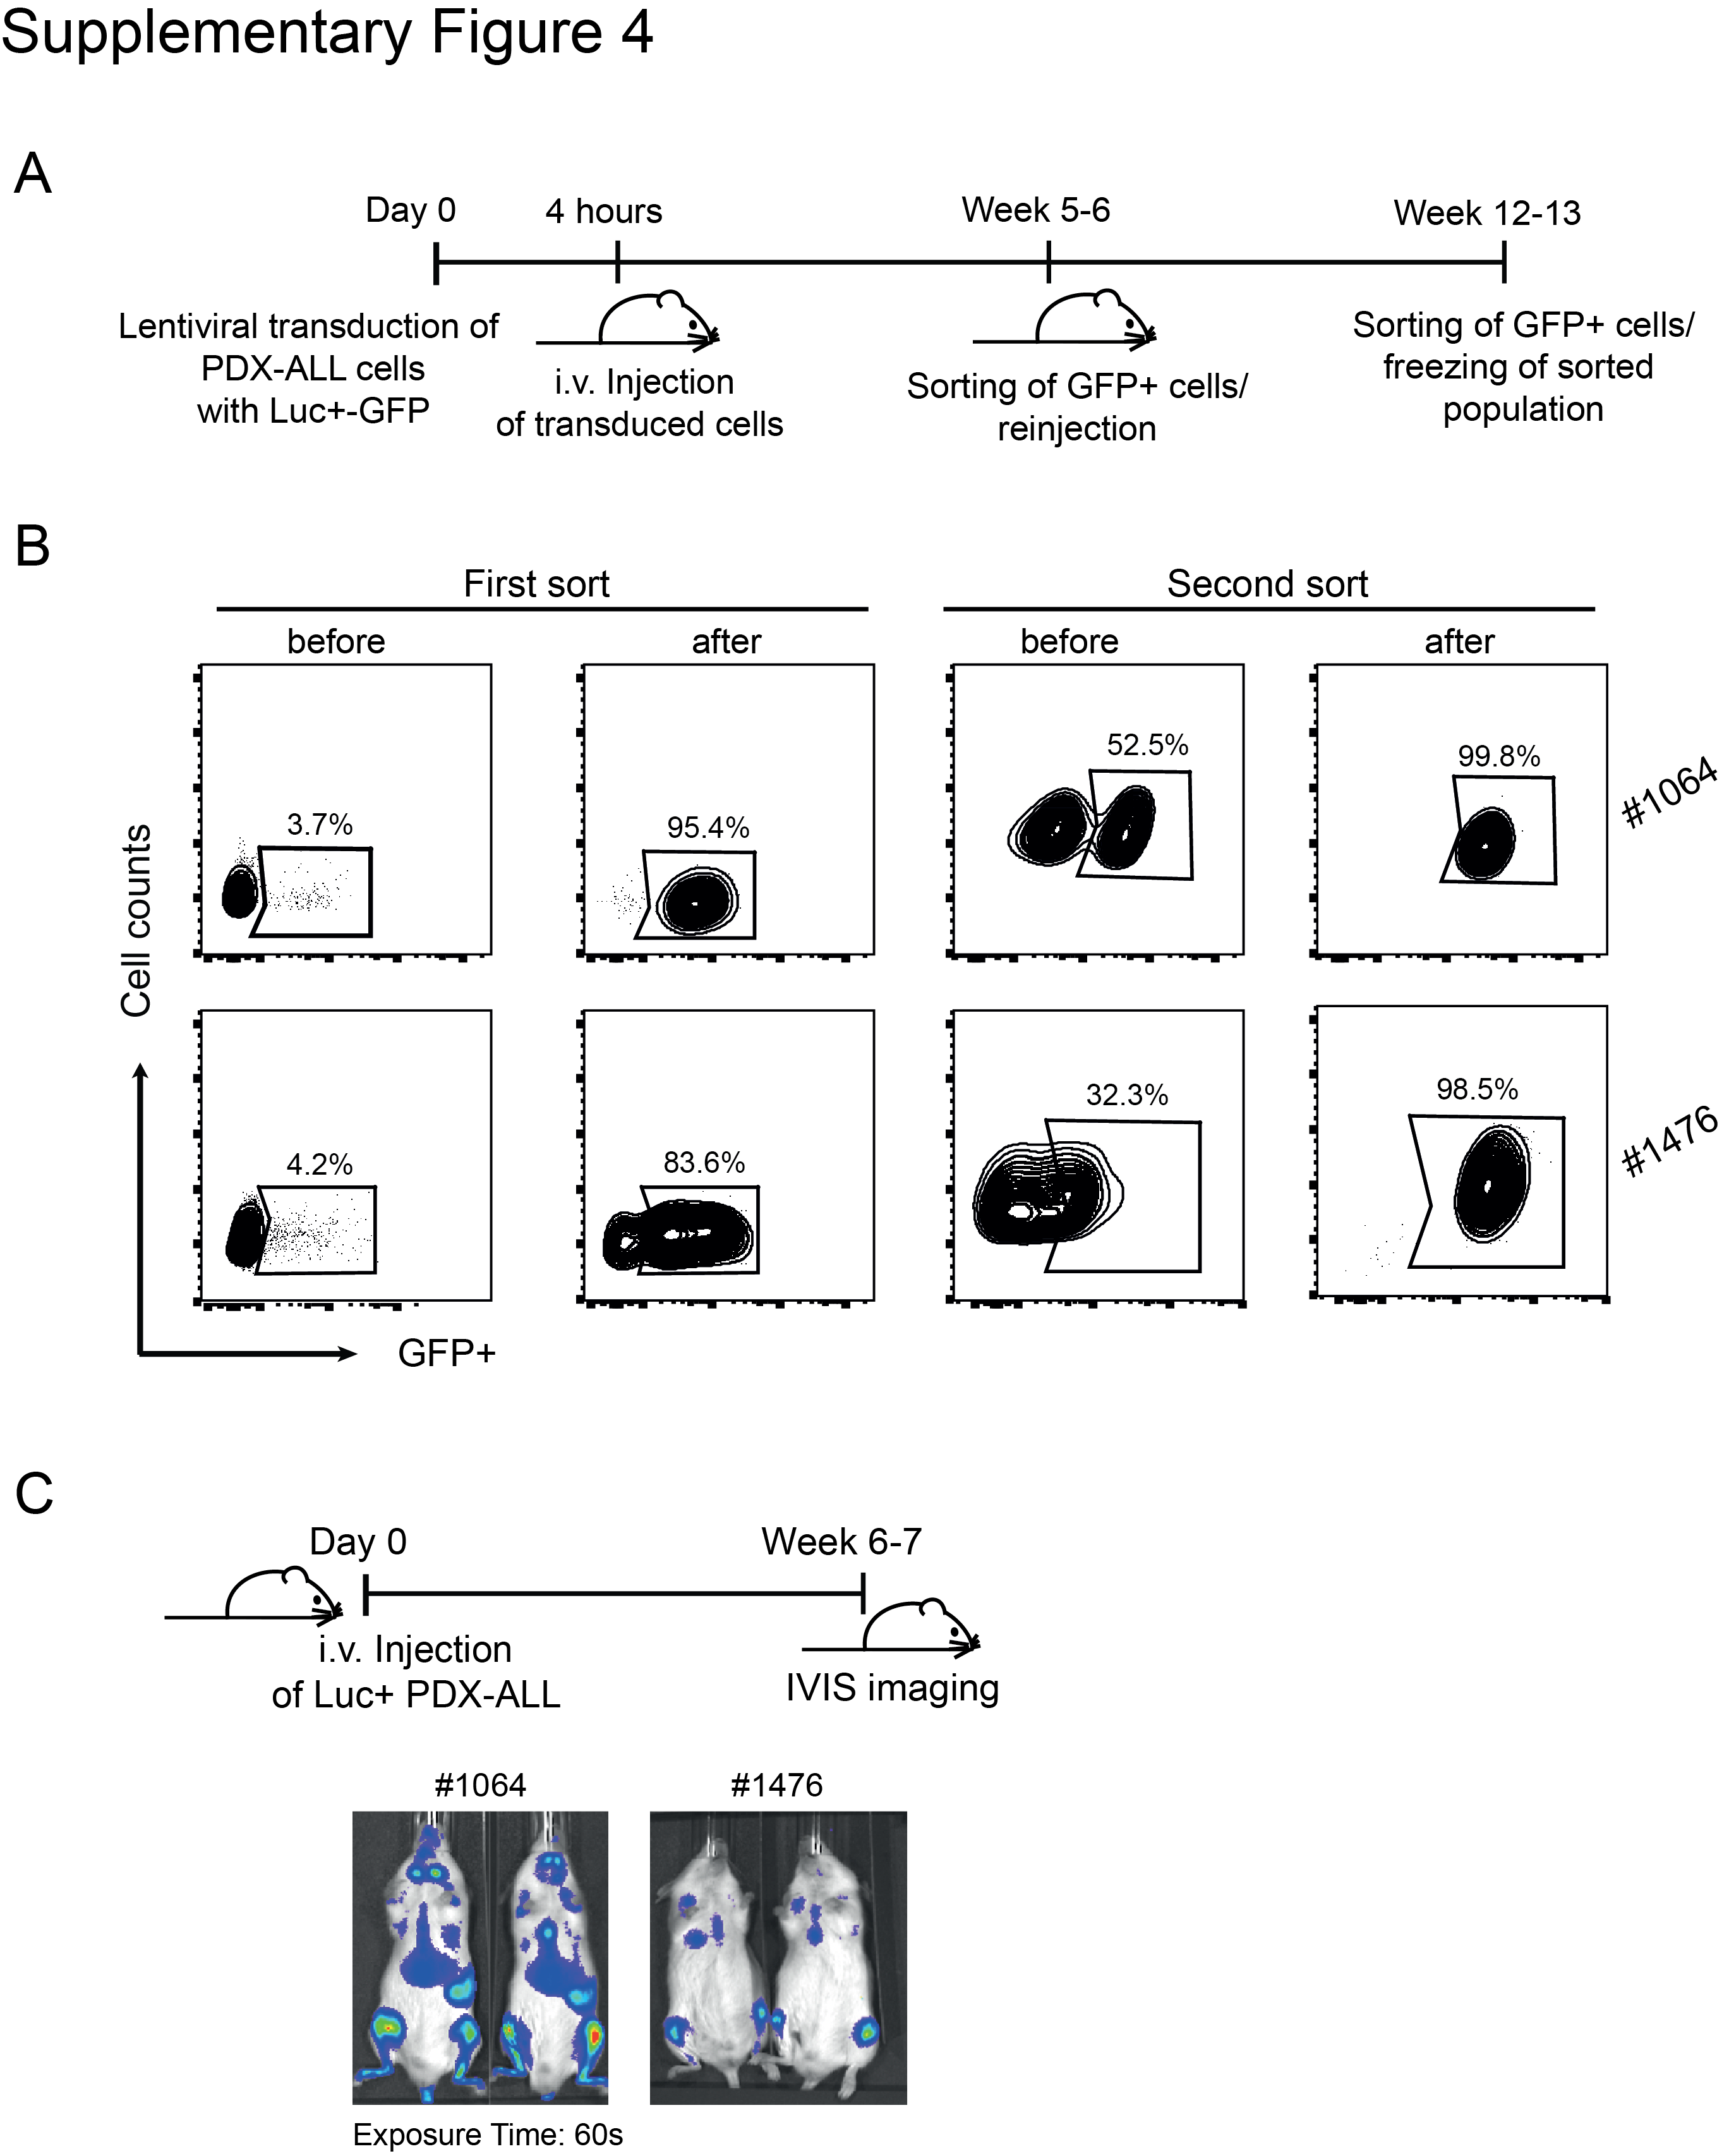 Supplementary Figure 4
A
Day 0
4 hours
Week 5-6
Week 12-13
Lentiviral transduction of
PDX-ALL cells
with Luc+-GFP
i.v. Injection
of transduced cells
Sorting of GFP+ cells/
reinjection
Sorting of GFP+ cells/
freezing of sorted
population
B
First sort
Second sort
before
after
before
after
3.7%
95.4%
52.5%
99.8%
#1064
4.2%
83.6%
32.3%
98.5%
#1476
Cell counts
GFP+
C
Day 0
Week 6-7
i.v. Injection
of Luc+ PDX-ALL
IVIS imaging
#1064
#1476
Exposure Time: 60s